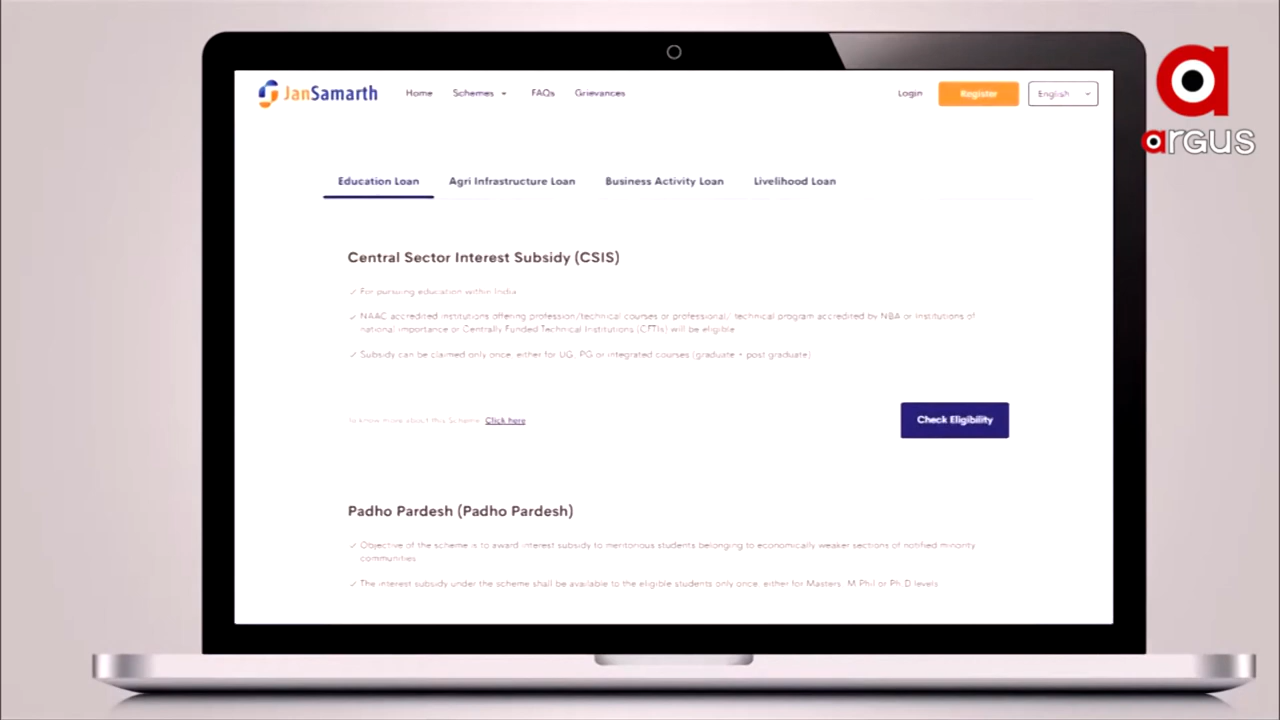 JanSamarth
Home
Schemes
FAQs
Grievances
Login
Register
English
argus
Education Loan
Agri Infrastructure Loan
Business Activity Loan
Livelihood Loan
Central Sector Interest Subsidy (CSIS)
For pursuing education within India
NAAC accredited institutions offering profession/technical courses or professional/ technical program accredited by NBA or Institutions of
national importance or Centrally Funded Technical Institutions (CFTIs) will be eligible
Subsidy can be claimed only once, either for UG, PG or integrated courses (graduate + post graduate)
To know more about this Scheme, Click here
Check Eligibility
Padho Pardesh (Padho Pardesh)
Objective of the scheme is to award interest subsidy to meritorious students belonging to economically weaker sections of notified minority
communities
The interest subsidy under the scheme shall be available to the eligible students only once, either for Masters, M.Phil or Ph.D levels